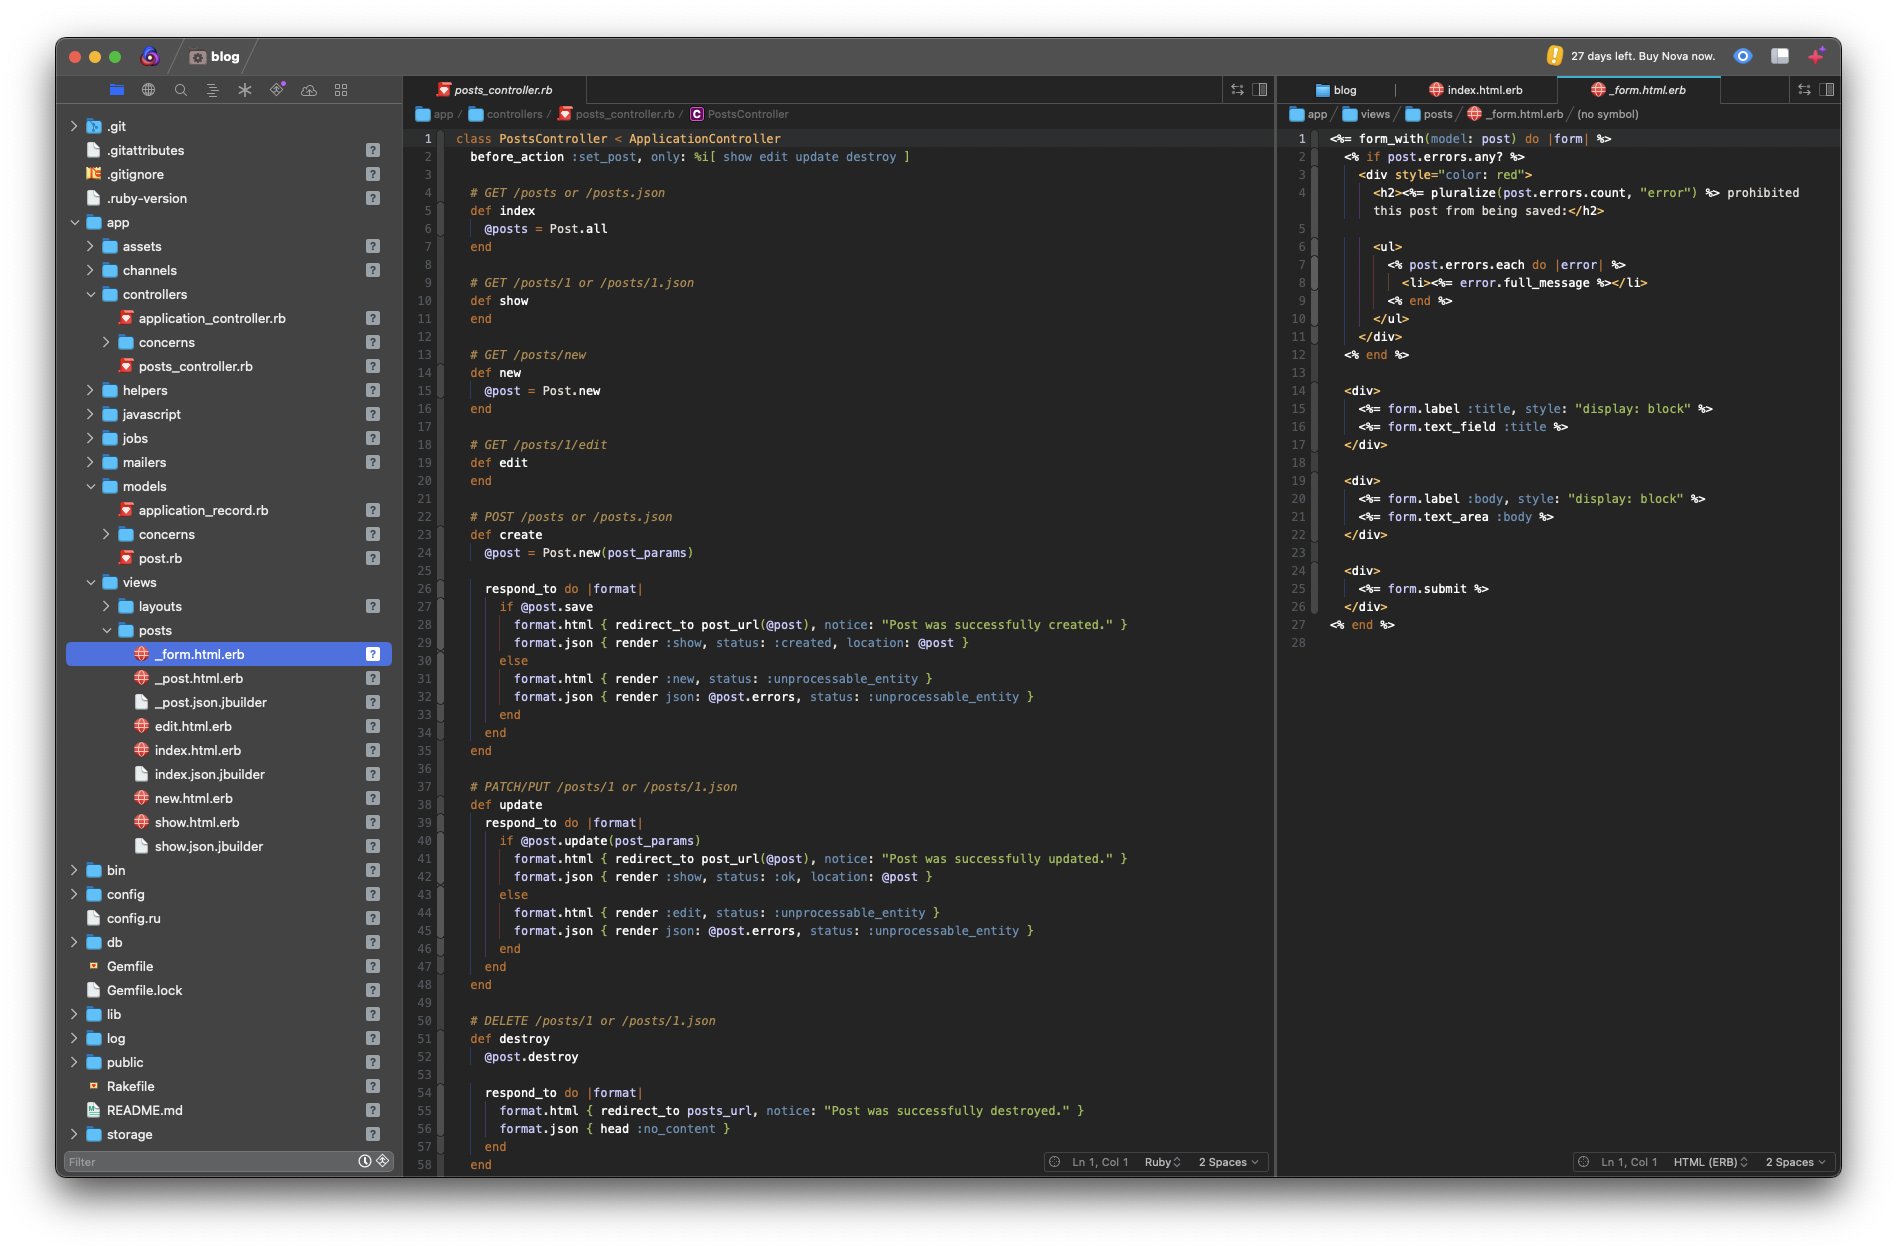 blog
27 days left. Buy Nova now.
.git
.gitattributes ?
.gitignore ?
.ruby-version ?
app
assets ?
channels ?
controllers
application_controller.rb ?
concerns ?
posts_controller.rb ?
helpers ?
javascript ?
jobs ?
mailers ?
models
application_record.rb ?
concerns ?
post.rb ?
views
layouts ?
posts
_form.html.erb ?
_post.html.erb ?
_post.json.jbuilder ?
edit.html.erb ?
index.html.erb ?
index.json.jbuilder ?
new.html.erb ?
show.html.erb ?
show.json.jbuilder ?
bin ?
config ?
config.ru ?
db ?
Gemfile ?
Gemfile.lock ?
lib ?
log ?
public ?
Rakefile ?
README.md ?
storage ?
Filter
posts_controller.rb
app / controllers / posts_controller.rb / C PostsController
1 class PostsController < ApplicationController
2 before_action :set_post, only: %i[ show edit update destroy ]
3
4 # GET /posts or /posts.json
5 def index
6 @posts = Post.all
7 end
8
9 # GET /posts/1 or /posts/1.json
10 def show
11 end
12
13 # GET /posts/new
14 def new
15 @post = Post.new
16 end
17
18 # GET /posts/1/edit
19 def edit
20 end
21
22 # POST /posts or /posts.json
23 def create
24 @post = Post.new(post_params)
25
26 respond_to do |format|
27 if @post.save
28 format.html { redirect_to post_url(@post), notice: "Post was successfully created." }
29 format.json { render :show, status: :created, location: @post }
30 else
31 format.html { render :new, status: :unprocessable_entity }
32 format.json { render json: @post.errors, status: :unprocessable_entity }
33 end
34 end
35 end
36
37 # PATCH/PUT /posts/1 or /posts/1.json
38 def update
39 respond_to do |format|
40 if @post.update(post_params)
41 format.html { redirect_to post_url(@post), notice: "Post was successfully updated." }
42 format.json { render :show, status: :ok, location: @post }
43 else
44 format.html { render :edit, status: :unprocessable_entity }
45 format.json { render json: @post.errors, status: :unprocessable_entity }
46 end
47 end
48 end
49
50 # DELETE /posts/1 or /posts/1.json
51 def destroy
52 @post.destroy
53
54 respond_to do |format|
55 format.html { redirect_to posts_url, notice: "Post was successfully destroyed." }
56 format.json { head :no_content }
57 end
58 end
Ln 1, Col 1 Ruby 2 Spaces
blog index.html.erb _form.html.erb
app / views / posts / _form.html.erb / (no symbol)
1 <%= form_with(model: post) do |form| %>
2 <% if post.errors.any? %>
3 <div style="color: red">
4 <h2><%= pluralize(post.errors.count, "error") %> prohibited
this post from being saved:</h2>
5
6 <ul>
7 <% post.errors.each do |error| %>
8 <li><%= error.full_message %></li>
9 <% end %>
10 </ul>
11 </div>
12 <% end %>
13
14 <div>
15 <%= form.label :title, style: "display: block" %>
16 <%= form.text_field :title %>
17 </div>
18
19 <div>
20 <%= form.label :body, style: "display: block" %>
21 <%= form.text_area :body %>
22 </div>
23
24 <div>
25 <%= form.submit %>
26 </div>
27 <% end %>
28
Ln 1, Col 1 HTML (ERB) 2 Spaces